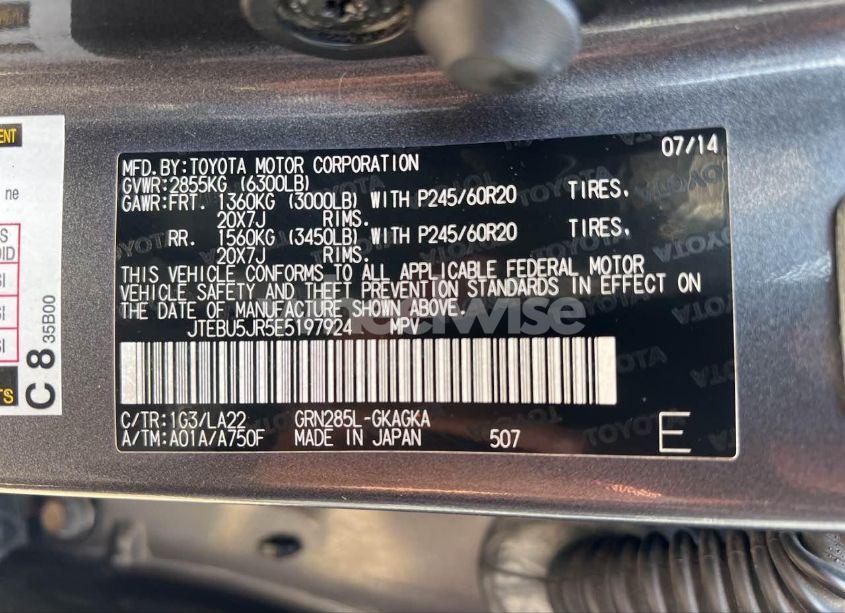 MFD.BY:TOYOTA MOTOR CORPORATION 07/14
GVWR:2855KG (6300LB)
GAWR:FRT. 1360KG (3000LB) WITH P245/60R20 TIRES.
20X7J RIMS.
RR. 1560KG (3450LB) WITH P245/60R20 TIRES.
20X7J RIMS.
THIS VEHICLE CONFORMS TO ALL APPLICABLE FEDERAL MOTOR
VEHICLE SAFETY AND THEFT PREVENTION STANDARDS IN EFFECT ON
THE DATE OF MANUFACTURE SHOWN ABOVE.
JTEBU5JR5E5197924 MPV
C/TR:1G3/LA22 GRN285L-GKAGKA
A/TM:A01A/A750F MADE IN JAPAN 507 E
C 8
35B00
ne
TOYOTA